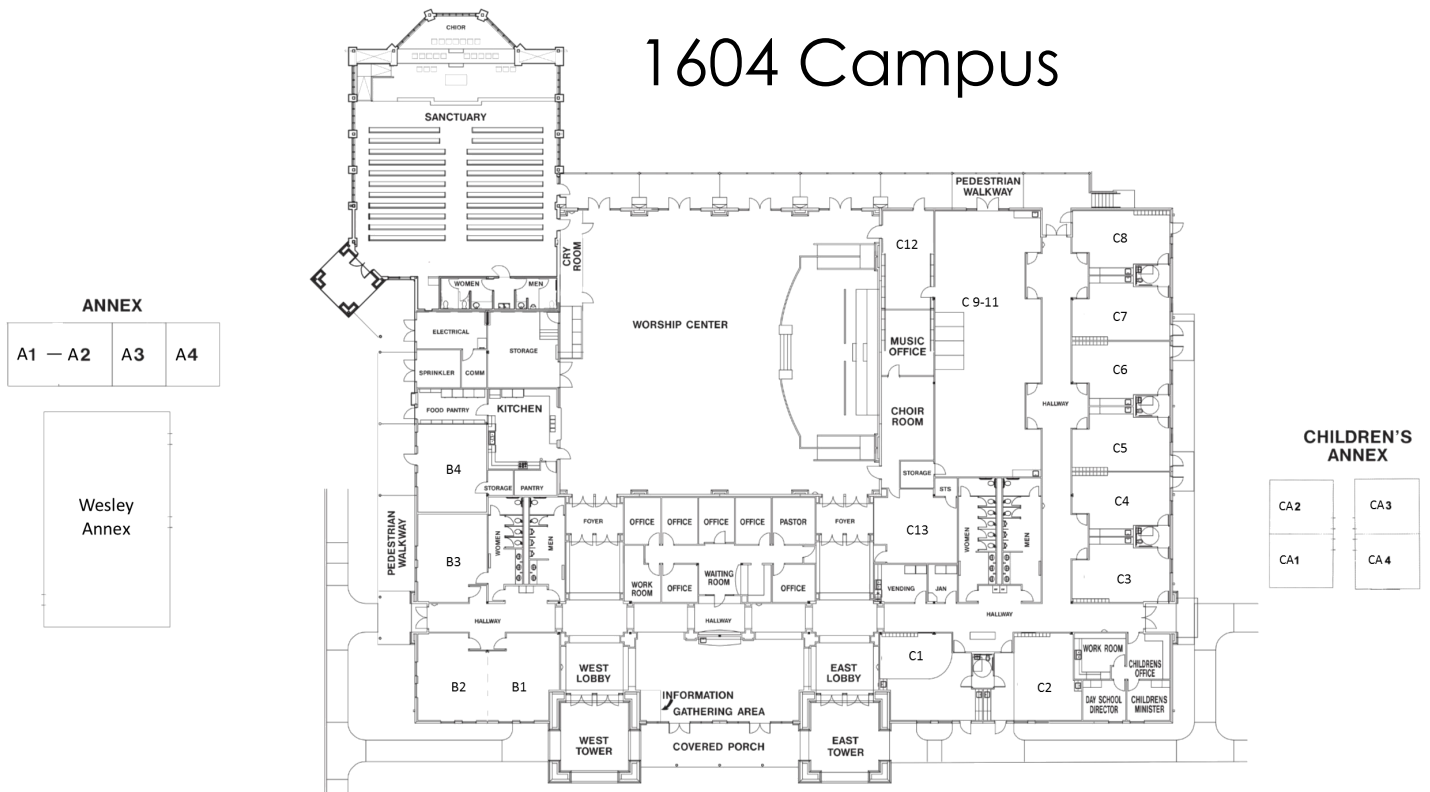 1604 Campus
CHIOR
SANCTUARY
PEDESTRIAN
WALKWAY
C12
C8
CRY
ROOM
WOMEN
MEN
C 9-11
ANNEX
A1 — A2
A3
A4
ELECTRICAL
STORAGE
SPRINKLER
COMM
WORSHIP CENTER
MUSIC
OFFICE
C7
C6
FOOD PANTRY
KITCHEN
CHOIR
ROOM
HALLWAY
C5
CHILDREN'S
ANNEX
B4
STORAGE
PANTRY
STORAGE
STS
C4
CA2
CA3
CA1
CA4
Wesley
Annex
PEDESTRIAN
WALKWAY
B3
WOMEN
MEN
FOYER
OFFICE
OFFICE
OFFICE
OFFICE
PASTOR
FOYER
C13
WOMEN
MEN
WORK
ROOM
OFFICE
WAITING
ROOM
OFFICE
VENDING
JAN
C3
HALLWAY
HALLWAY
HALLWAY
B2
B1
WEST
LOBBY
EAST
LOBBY
C1
C2
WORK ROOM
CHILDRENS
OFFICE
DAY SCHOOL
DIRECTOR
CHILDRENS
MINISTER
INFORMATION
GATHERING AREA
WEST
TOWER
COVERED PORCH
EAST
TOWER